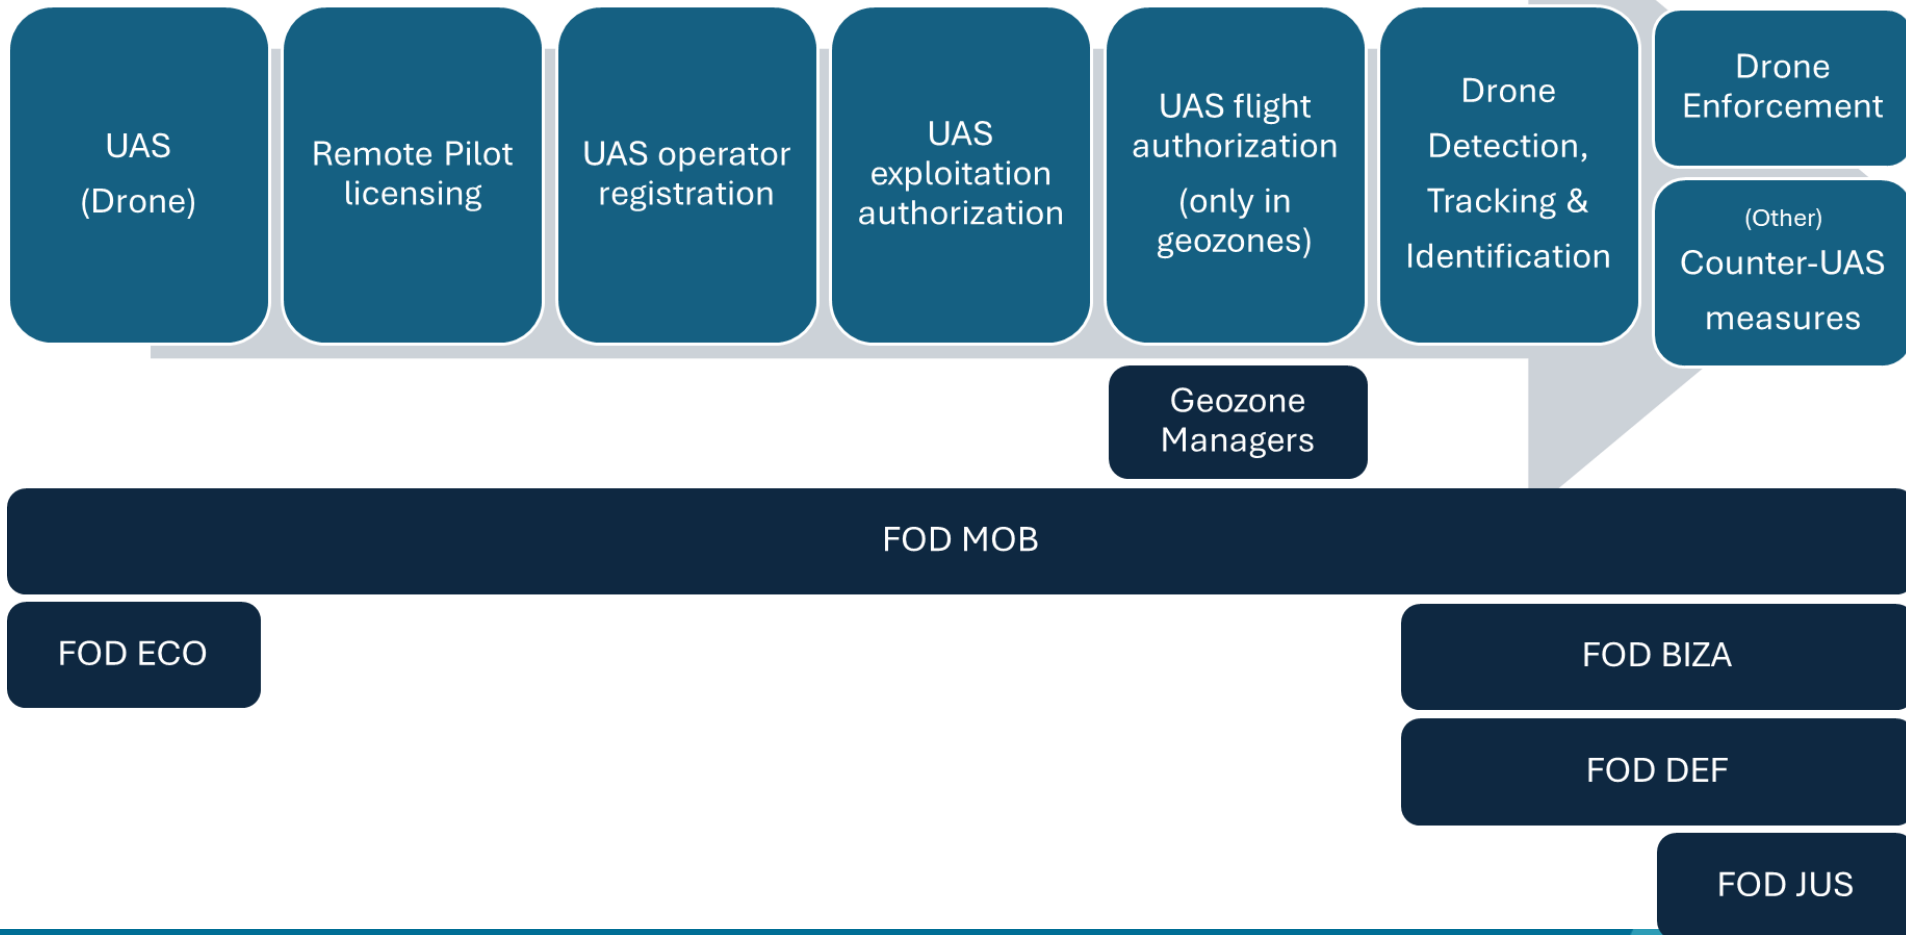 UAS
(Drone)
Remote Pilot
licensing
UAS operator
registration
UAS
exploitation
authorization
UAS flight
authorization
(only in
geozones)
Drone
Detection,
Tracking &
Identification
Drone
Enforcement
(Other)
Counter-UAS
measures
Geozone
Managers
FOD MOB
FOD ECO
FOD BIZA
FOD DEF
FOD JUS